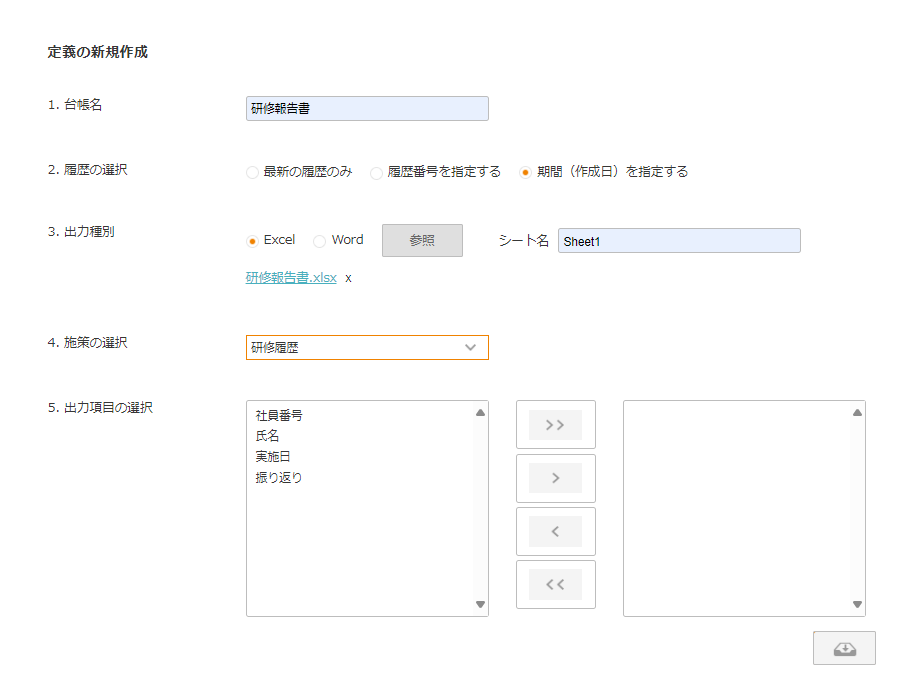 定義の新規作成
1. 台帳名
研修報告書
2. 履歴の選択
最新の履歴のみ 履歴番号を指定する 期間（作成日）を指定する
3. 出力種別
Excel Word 参照 シート名 Sheet1
研修報告書.xlsx x
4. 施策の選択
研修履歴
5. 出力項目の選択
社員番号
氏名
実施日
振り返り
>>
>
<
<<